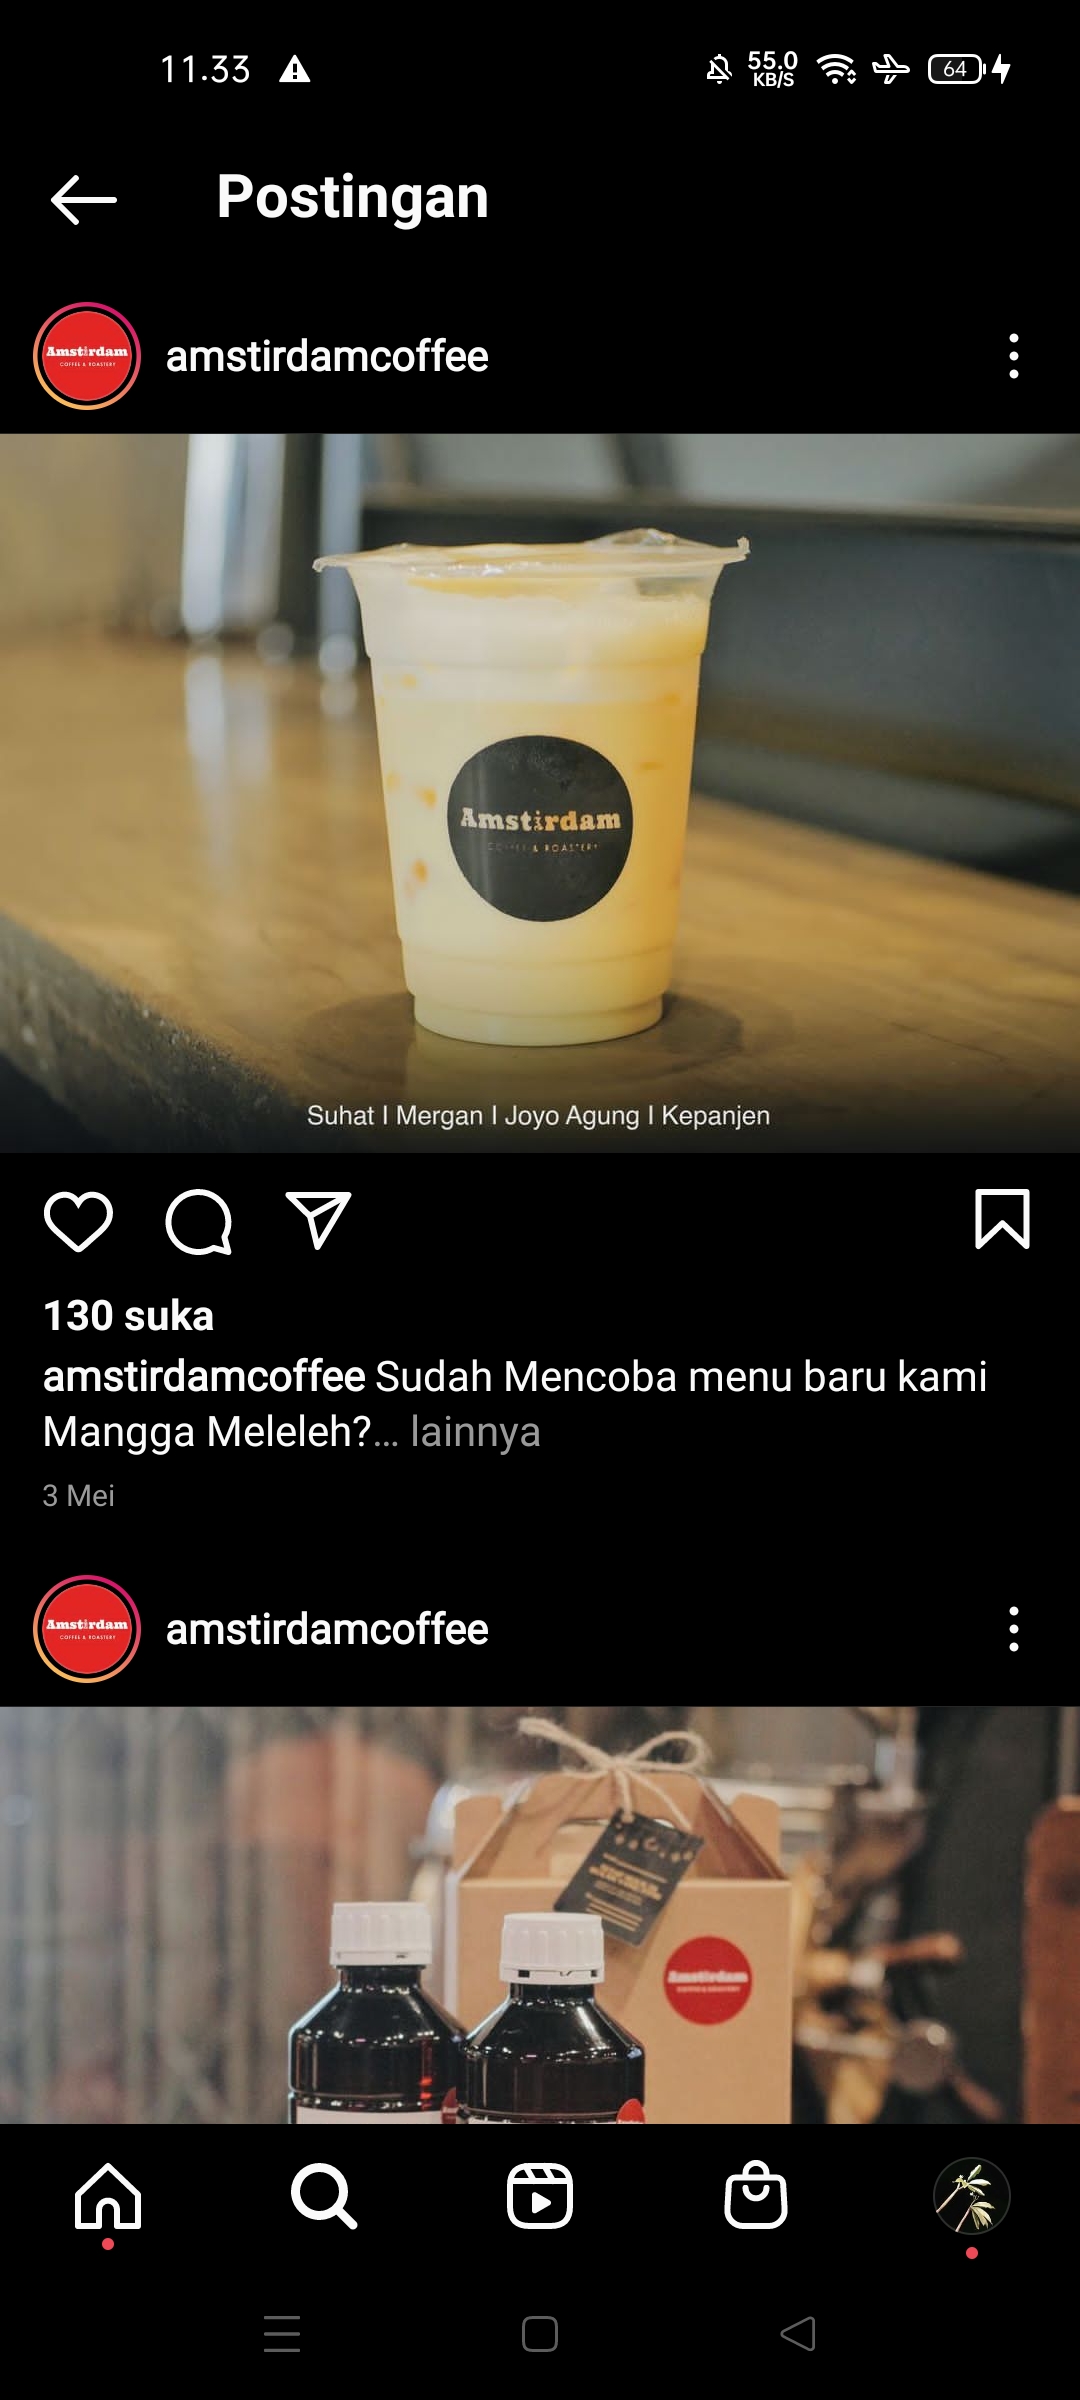 11.33
55.0
KB/S
64
Postingan
Amstirdam
COFFEE & ROASTERY
amstirdamcoffee
Amstirdam
COFFEE & ROASTERY
Suhat I Mergan I Joyo Agung I Kepanjen
130 suka
amstirdamcoffee Sudah Mencoba menu baru kami
Mangga Meleleh?... lainnya
3 Mei
Amstirdam
COFFEE & ROASTERY
amstirdamcoffee
Amstirdam